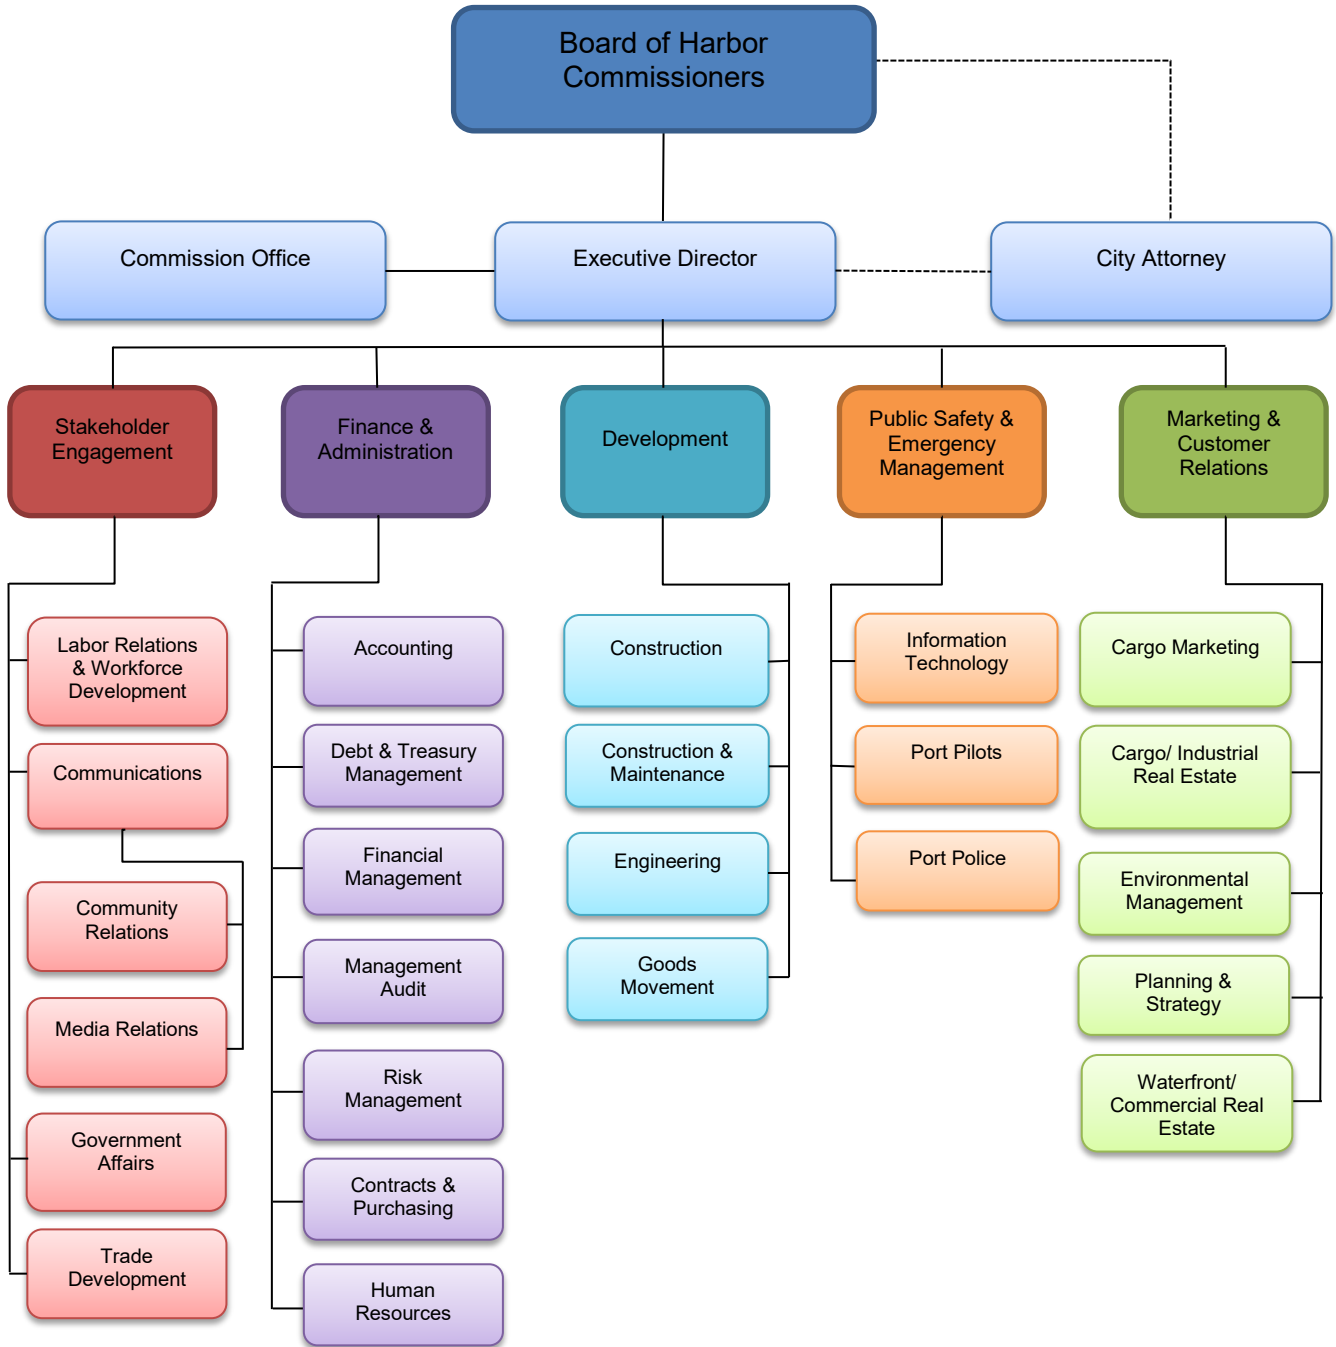 Board of Harbor
Commissioners
Commission Office
Executive Director
City Attorney
Stakeholder
Engagement
Finance &
Administration
Development
Public Safety &
Emergency
Management
Marketing &
Customer
Relations
Labor Relations
& Workforce
Development
Communications
Community
Relations
Media Relations
Government
Affairs
Trade
Development
Accounting
Debt & Treasury
Management
Financial
Management
Management
Audit
Risk
Management
Contracts &
Purchasing
Human
Resources
Construction
Construction &
Maintenance
Engineering
Goods
Movement
Information
Technology
Port Pilots
Port Police
Cargo Marketing
Cargo/ Industrial
Real Estate
Environmental
Management
Planning &
Strategy
Waterfront/
Commercial Real
Estate